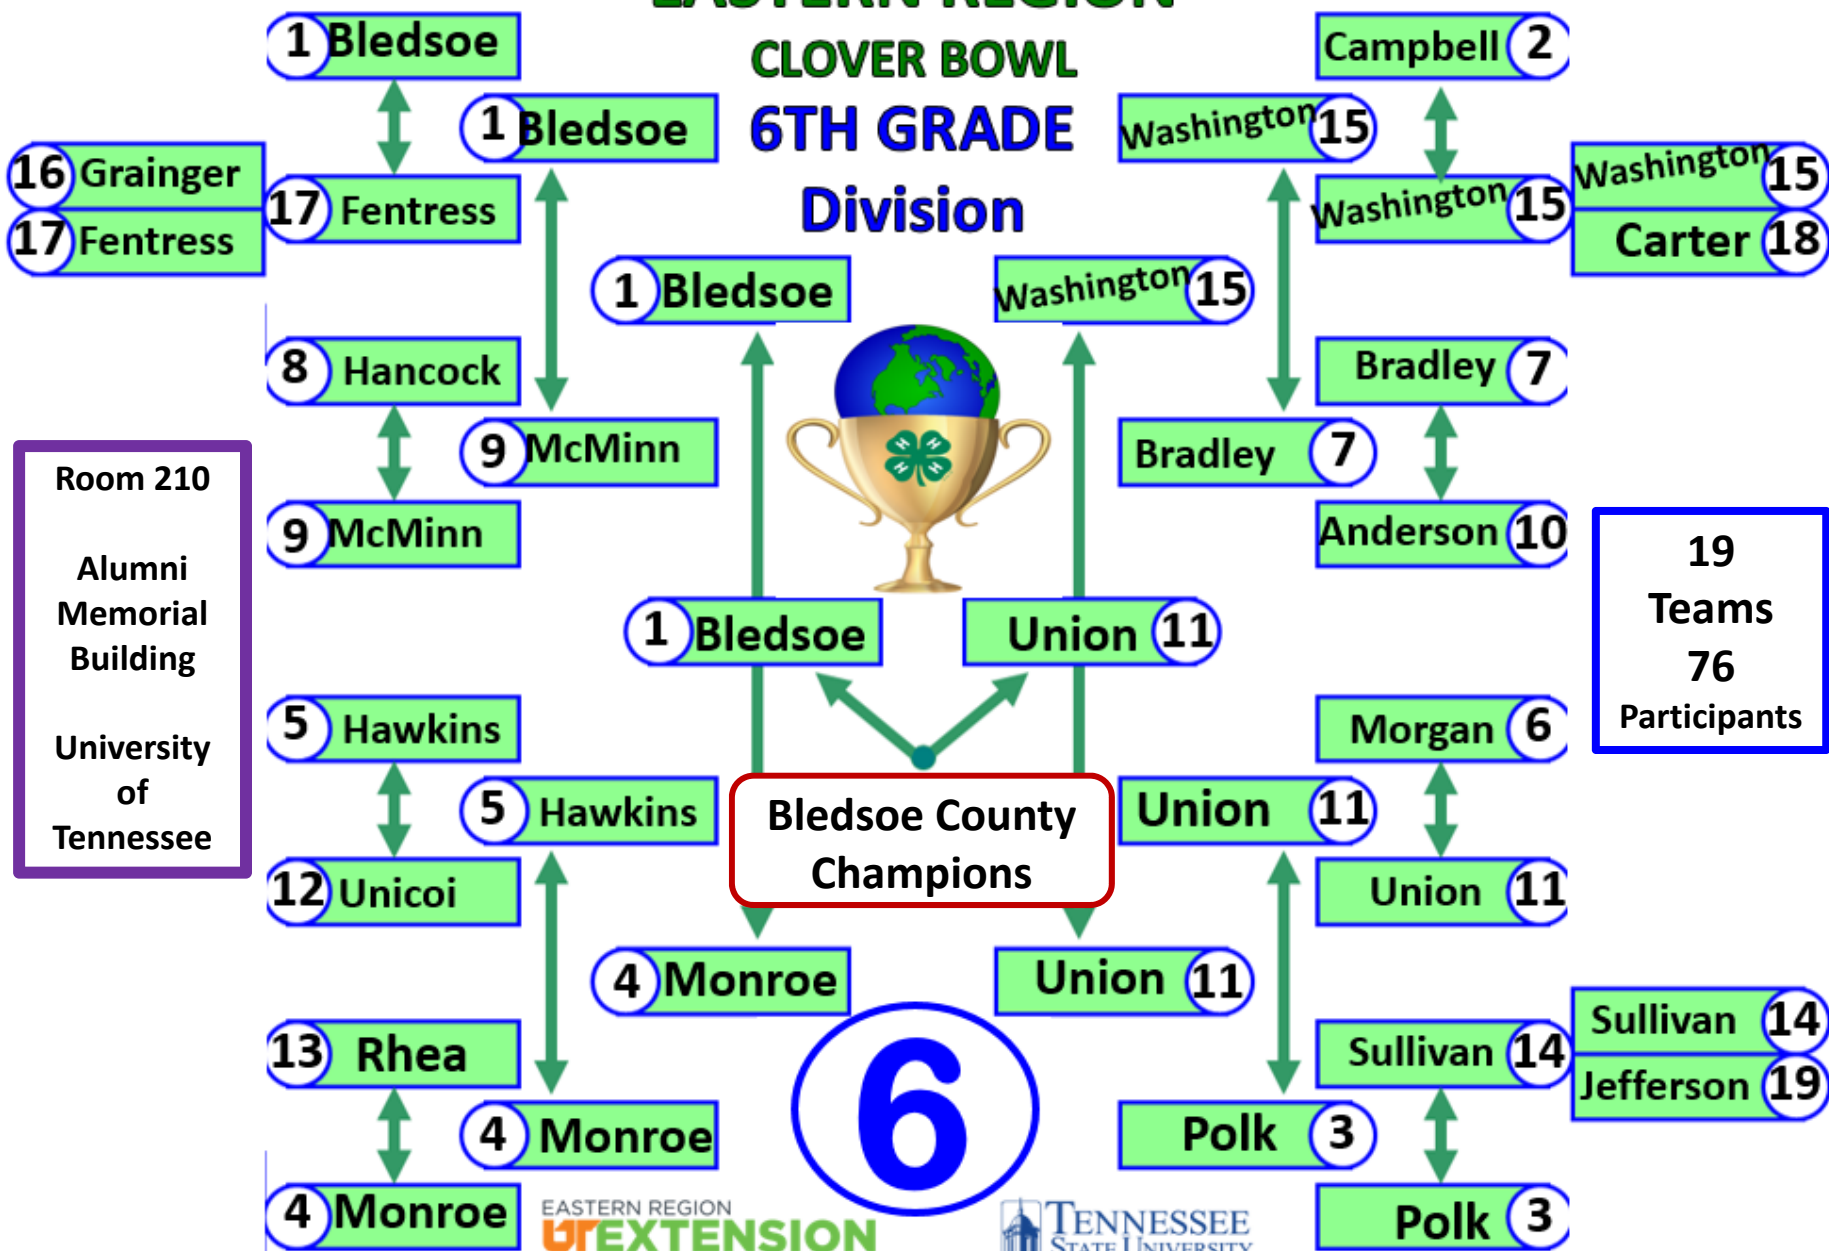 EASTERN REGION
CLOVER BOWL
6TH GRADE
Division
1 Bledsoe
16 Grainger
17 Fentress
17 Fentress
1 Bledsoe
8 Hancock
9 McMinn
9 McMinn
1 Bledsoe
5 Hawkins
12 Unicoi
5 Hawkins
13 Rhea
4 Monroe
4 Monroe
4 Monroe
1 Bledsoe
Union 11
Bledsoe County
Champions
Campbell 2
Washington 15
Washington 15
Washington 15
Carter 18
Washington 15
Bradley 7
Bradley 7
Anderson 10
Morgan 6
Union 11
Union 11
Union 11
Sullivan 14
Sullivan 14
Jefferson 19
Polk 3
Polk 3
Room 210
Alumni
Memorial
Building
University
of
Tennessee
19
Teams
76
Participants
H H
H H
6
EASTERN REGION
UT EXTENSION
TENNESSEE
STATE UNIVERSITY